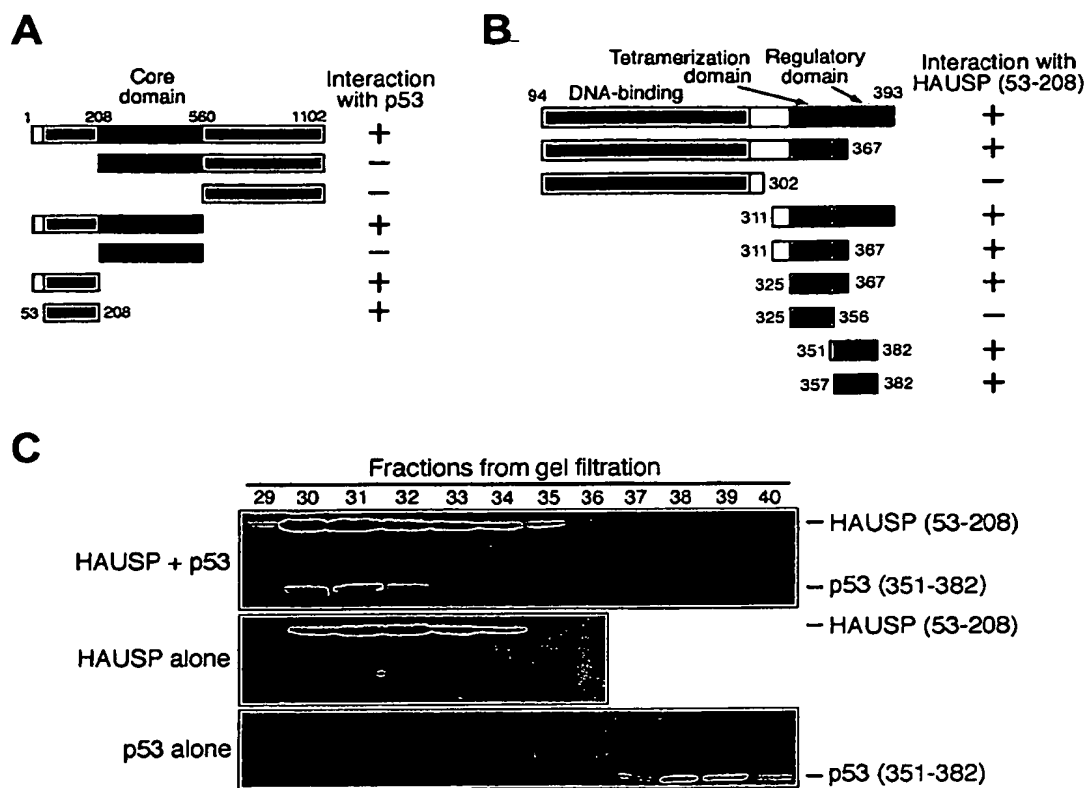 A
Core
domain
Interaction
with p53
1 208 560 1102
+
−
−
+
−
+
53 208 +
B
Tetramerization
domain
Regulatory
domain
Interaction with
HAUSP (53-208)
94 DNA-binding 393
+
367 +
302 −
311 +
311 367 +
325 367 +
325 356 −
351 382 +
357 382 +
C
Fractions from gel filtration
29 30 31 32 33 34 35 36 37 38 39 40
HAUSP + p53
– HAUSP (53-208)
– p53 (351-382)
HAUSP alone
– HAUSP (53-208)
p53 alone
– p53 (351-382)